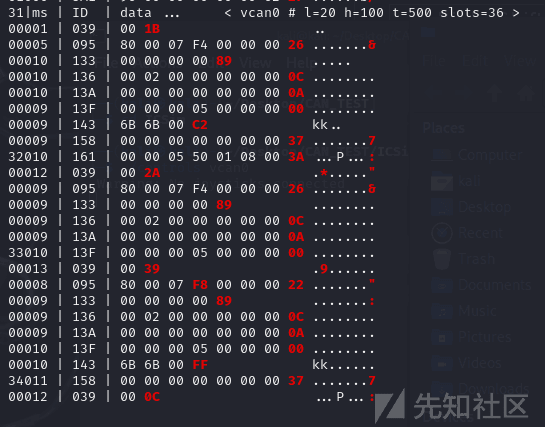 31|ms | ID | data ... < vcan0 # l=20 h=100 t=500 slots=36 >
00001 | 039 | 00 1B ..
00005 | 095 | 80 00 07 F4 00 00 00 26 .......&
00010 | 133 | 00 00 00 00 89 .....
00010 | 136 | 00 02 00 00 00 00 00 0C ........
00010 | 13A | 00 00 00 00 00 00 00 0A ........
00009 | 13F | 00 00 00 05 00 00 00 00 ........
00009 | 143 | 6B 6B 00 C2 kk..
00009 | 158 | 00 00 00 00 00 00 00 37 .......7
32010 | 161 | 00 00 05 50 01 08 00 3A ...P...:
00012 | 039 | 00 2A .*....."
00009 | 095 | 80 00 07 F4 00 00 00 26 .......&
00009 | 133 | 00 00 00 00 89 ........
00009 | 136 | 00 02 00 00 00 00 00 0C ........
00009 | 13A | 00 00 00 00 00 00 00 0A ........
33010 | 13F | 00 00 00 05 00 00 00 00 ........
00013 | 039 | 00 39 .9.....
00008 | 095 | 80 00 07 F8 00 00 00 22 ......."
00009 | 133 | 00 00 00 00 89 .......:
00009 | 136 | 00 02 00 00 00 00 00 0C ........
00009 | 13A | 00 00 00 00 00 00 00 0A ........
00010 | 13F | 00 00 00 05 00 00 00 00 ........
00010 | 143 | 6B 6B 00 FF kk....
34011 | 158 | 00 00 00 00 00 00 00 37 .......7
00012 | 039 | 00 0C ...P...:
Places
Computer
Desktop
Recent
Trash
Documents
Music
Pictures
Videos
Downloads
先知社区